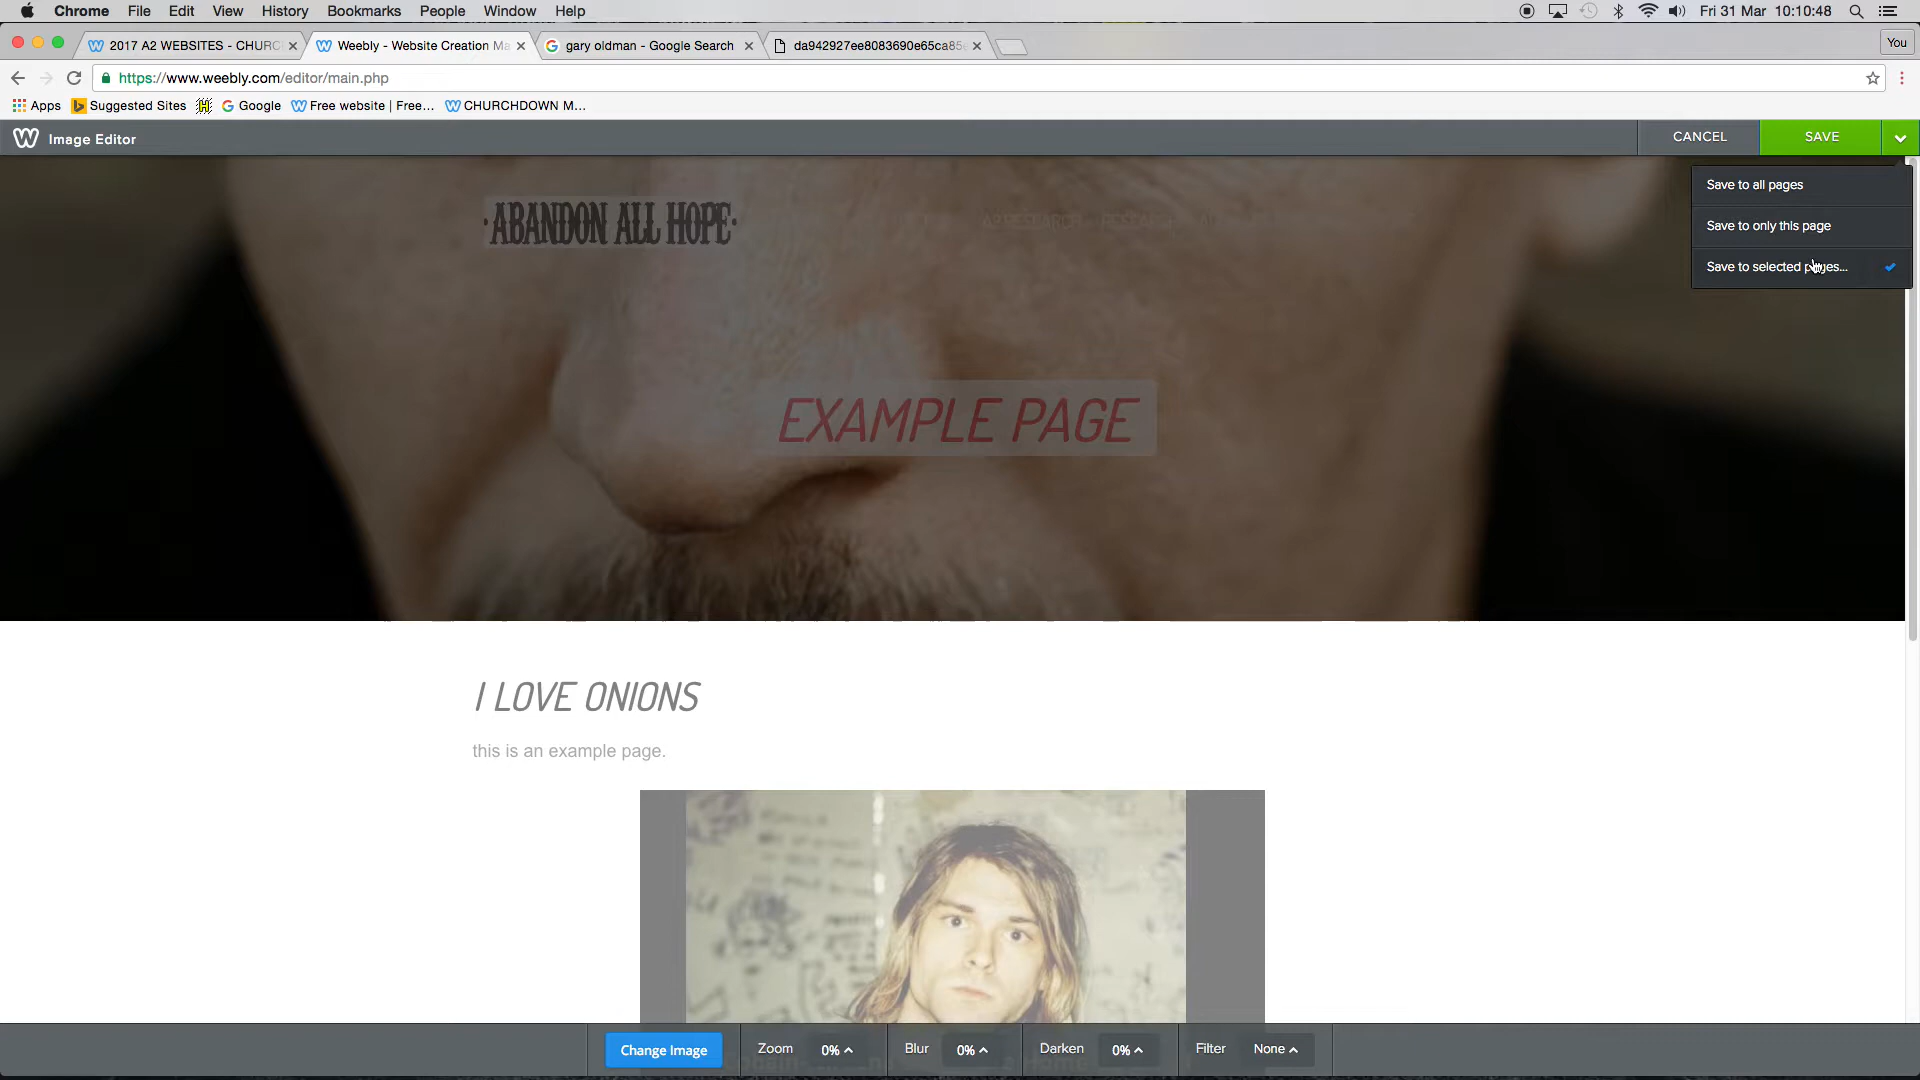 Chrome File Edit View History Bookmarks People Window Help Fri 31 Mar 10:10:48
2017 A2 WEBSITES - CHURC Weebly - Website Creation Ma gary oldman - Google Search da942927ee8083690e65ca85 You
https://www.weebly.com/editor/main.php
Apps Suggested Sites Google Free website | Free... CHURCHDOWN M...
Image Editor CANCEL SAVE
Save to all pages
Save to only this page
Save to selected pages...
·ABANDON ALL HOPE· A2 RESEARCH RESEARCH
EXAMPLE PAGE
I LOVE ONIONS
this is an example page.
Change Image Zoom 0% Blur 0% Darken 0% Filter None